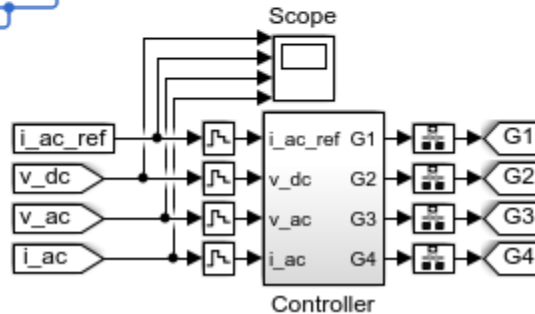 Scope
i_ac_ref
i_ac_ref G1
G1
v_dc
v_dc G2
G2
v_ac
v_ac G3
G3
i_ac
i_ac G4
G4
Controller